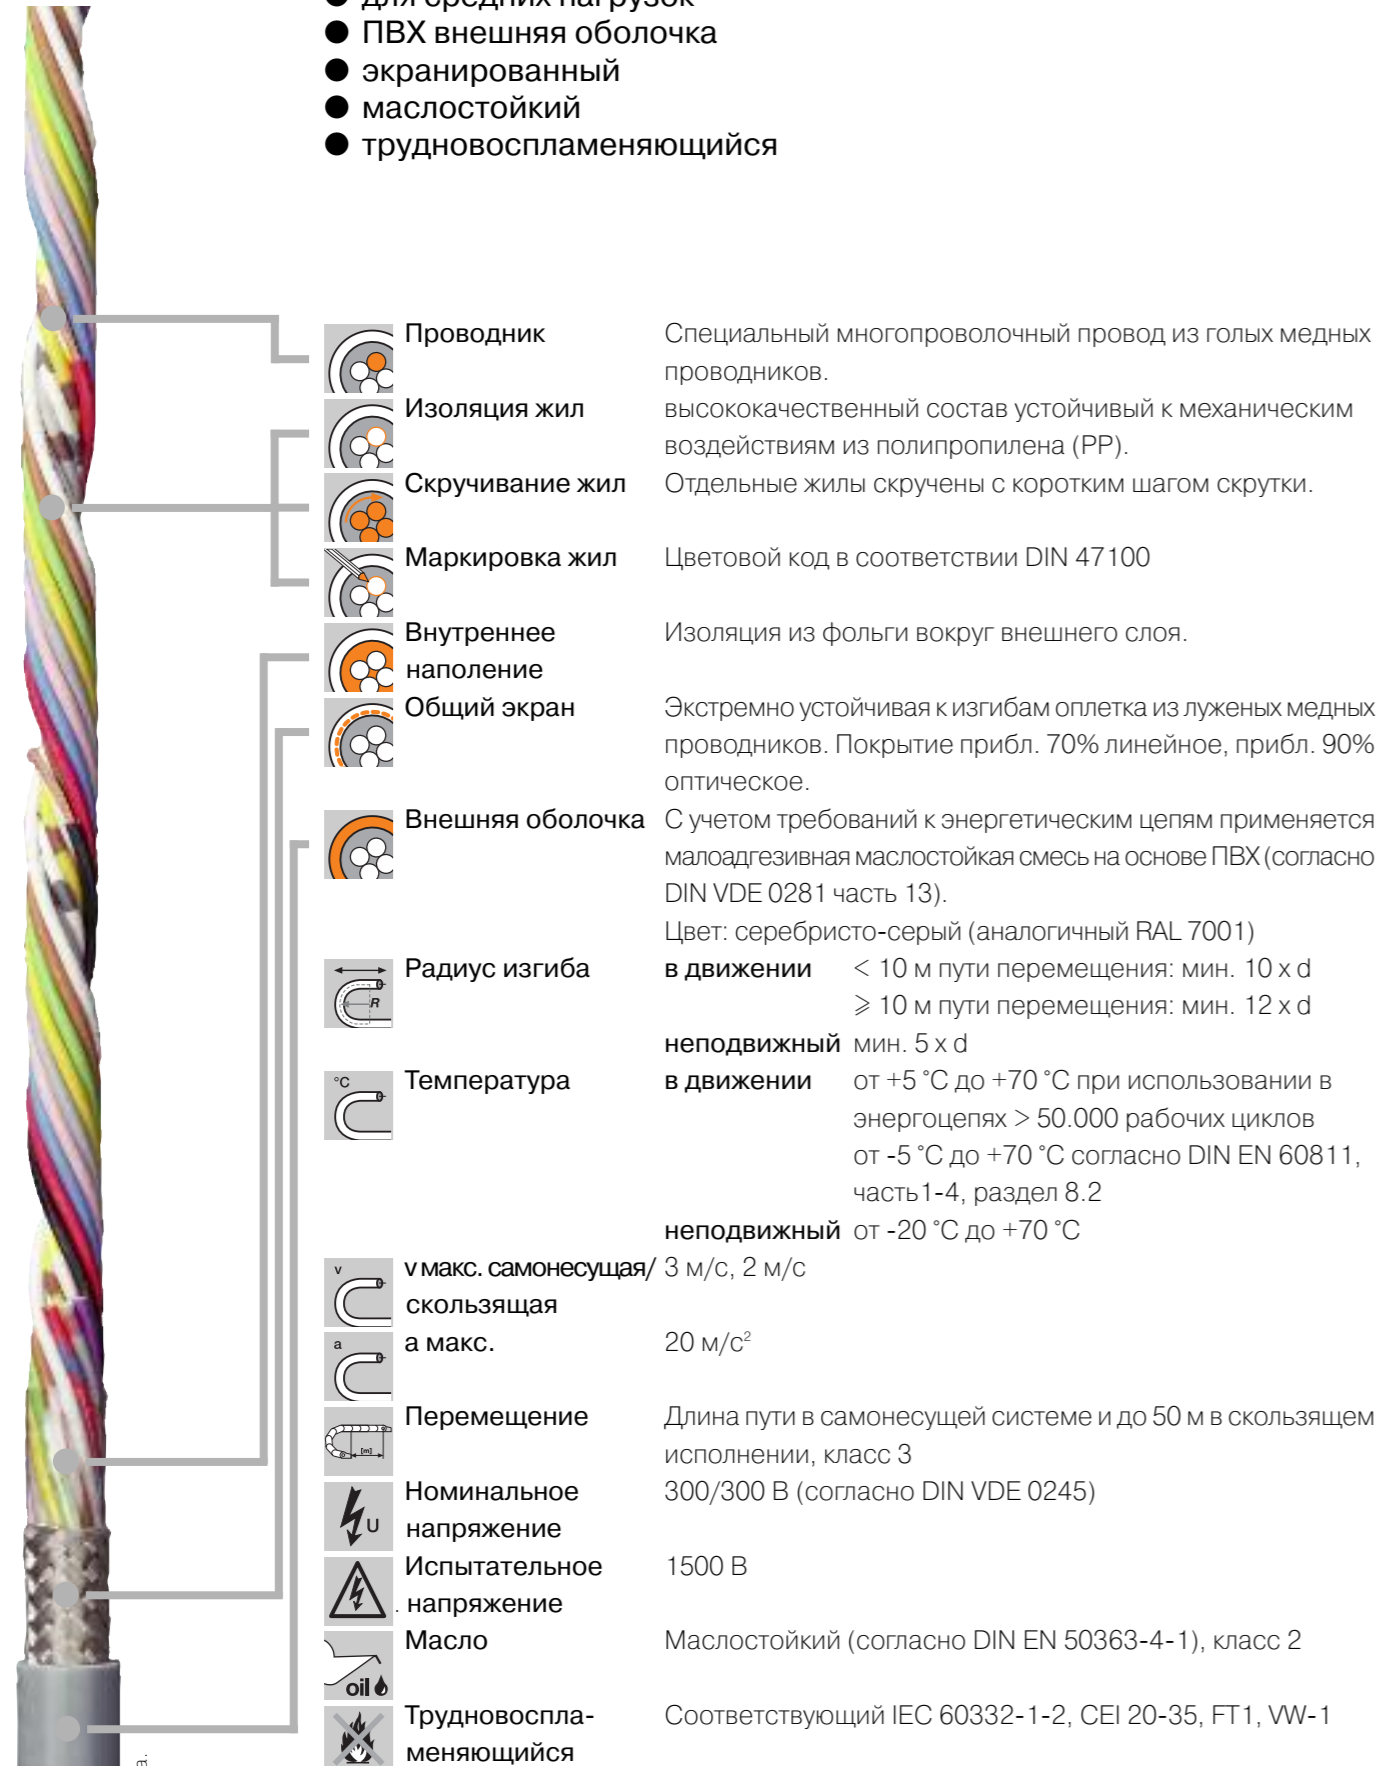 ● для средних нагрузок
● ПВХ внешняя оболочка
● экранированный
● маслостойкий
● трудновоспламеняющийся
Проводник Специальный многопроволочный провод из голых медных
проводников.
Изоляция жил высококачественный состав устойчивый к механическим
воздействиям из полипропилена (PP).
Скручивание жил Отдельные жилы скручены с коротким шагом скрутки.
Маркировка жил Цветовой код в соответствии DIN 47100
Внутреннее Изоляция из фольги вокруг внешнего слоя.
наполение
Общий экран Экстремно устойчивая к изгибам оплетка из луженых медных
проводников. Покрытие прибл. 70% линейное, прибл. 90%
оптическое.
Внешняя оболочка С учетом требований к энергетическим цепям применяется
малоадгезивная маслостойкая смесь на основе ПВХ (согласно
DIN VDE 0281 часть 13).
Цвет: серебристо-серый (аналогичный RAL 7001)
R Радиус изгиба в движении < 10 м пути перемещения: мин. 10 x d
⩾ 10 м пути перемещения: мин. 12 x d
неподвижный мин. 5 x d
°C Температура в движении от +5 °C до +70 °C при использовании в
энергоцепях > 50.000 рабочих циклов
от -5 °C до +70 °C согласно DIN EN 60811,
часть1-4, раздел 8.2
неподвижный от -20 °C до +70 °C
v v макс. самонесущая/ 3 м/с, 2 м/с
скользящая
a а макс. 20 м/с²
Перемещение Длина пути в самонесущей системе и до 50 м в скользящем
[m] исполнении, класс 3
Номинальное 300/300 В (согласно DIN VDE 0245)
U напряжение
Испытательное 1500 В
. напряжение
Масло Маслостойкий (согласно DIN EN 50363-4-1), класс 2
oil
Трудновоспла- Соответствующий IEC 60332-1-2, CEI 20-35, FT1, VW-1
меняющийся
а.